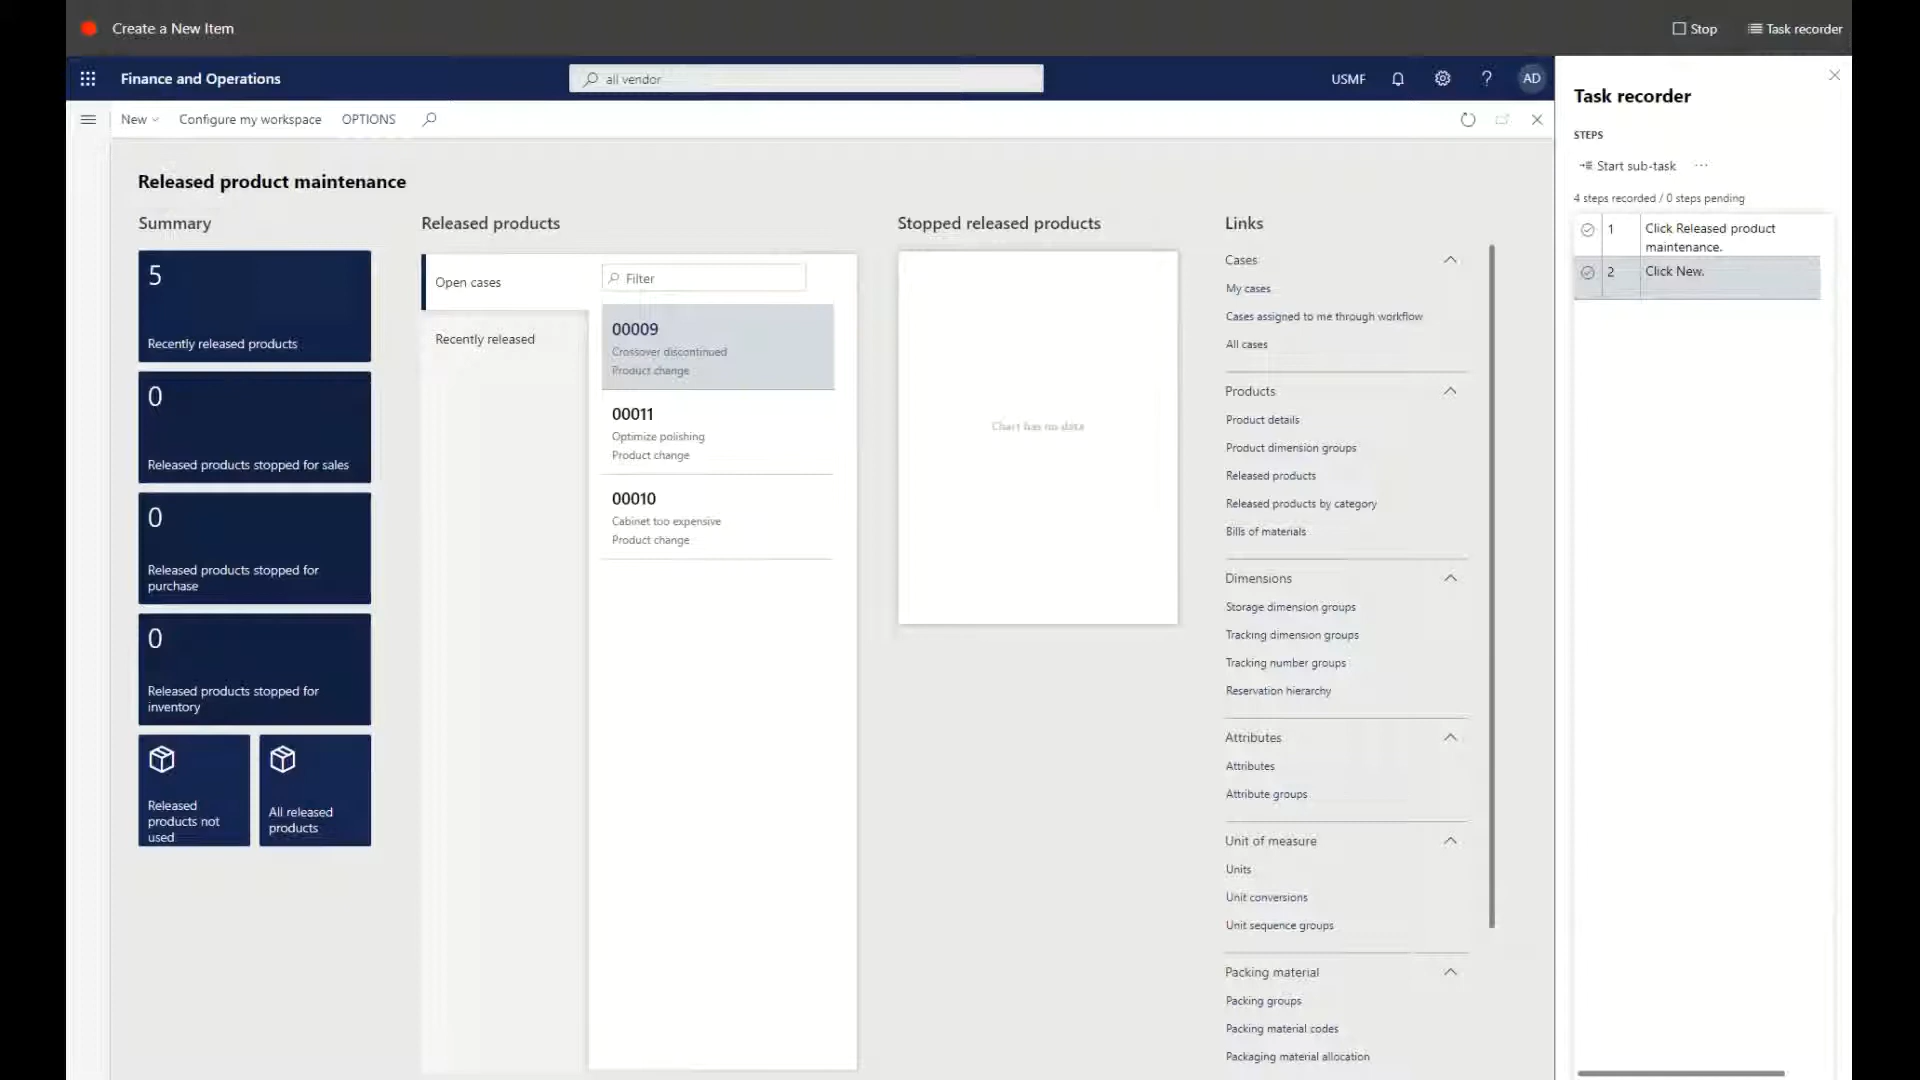 Create a New Item
Stop
Task recorder
Finance and Operations
all vendor
USMF
?
AD
New
Configure my workspace
OPTIONS
Released product maintenance
Summary
5
Recently released products
0
Released products stopped for sales
0
Released products stopped for
purchase
0
Released products stopped for
inventory
Released
products not
used
All released
products
Released products
Open cases
Recently released
Filter
00009
Crossover discontinued
Product change
00011
Optimize polishing
Product change
00010
Cabinet too expensive
Product change
Stopped released products
Chart has no data
Links
Cases
My cases
Cases assigned to me through workflow
All cases
Products
Product details
Product dimension groups
Released products
Released products by category
Bills of materials
Dimensions
Storage dimension groups
Tracking dimension groups
Tracking number groups
Reservation hierarchy
Attributes
Attributes
Attribute groups
Unit of measure
Units
Unit conversions
Unit sequence groups
Packing material
Packing groups
Packing material codes
Packaging material allocation
Task recorder
STEPS
Start sub-task ...
4 steps recorded / 0 steps pending
1 Click Released product
maintenance.
2 Click New.